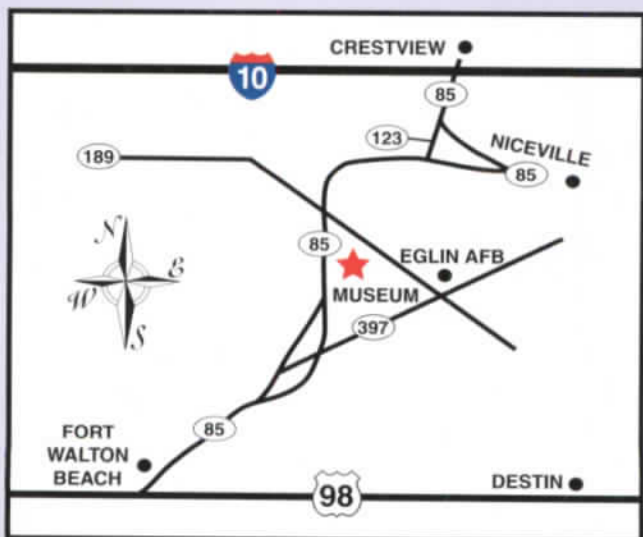 CRESTVIEW
10
85
123
NICEVILLE
189
85
N
85
EGLIN AFB
W E
MUSEUM
S
397
85
FORT
WALTON
BEACH
DESTIN
98